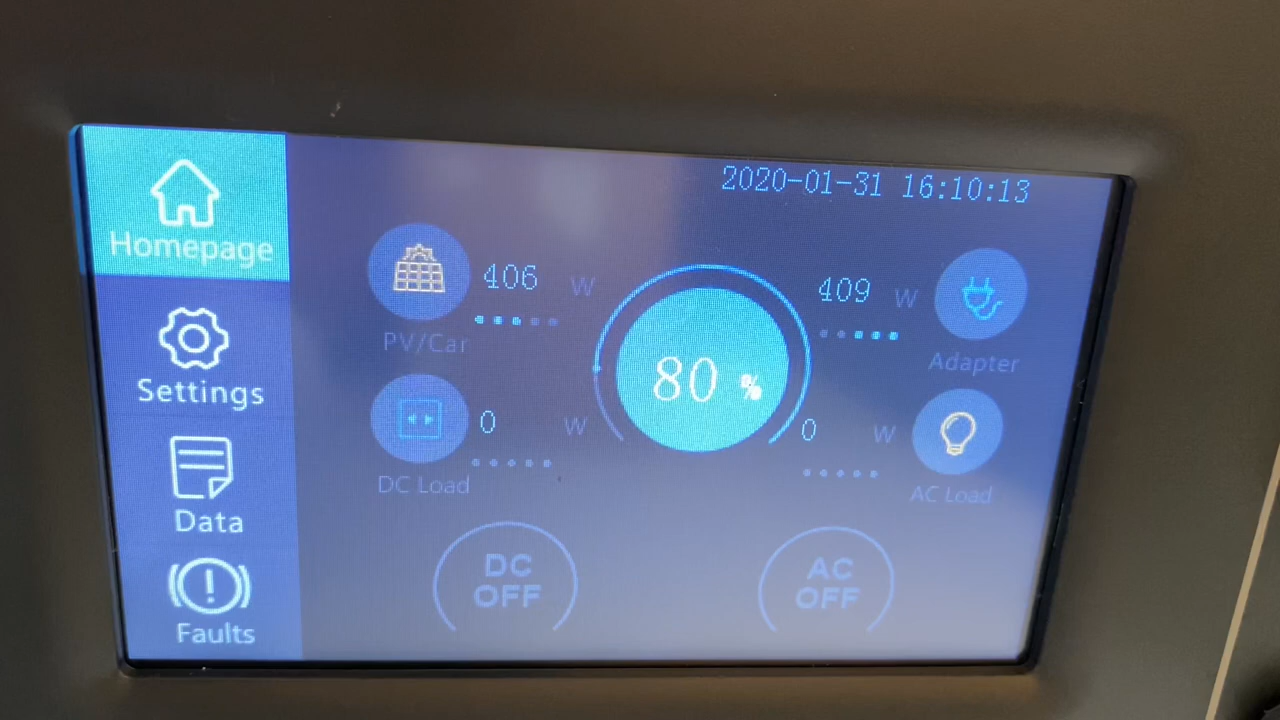 Homepage
Settings
Data
Faults
2020-01-31 16:10:13
406 W
PV/Car
409 W
Adapter
80 %
0 W
DC Load
0 W
AC Load
DC
OFF
AC
OFF